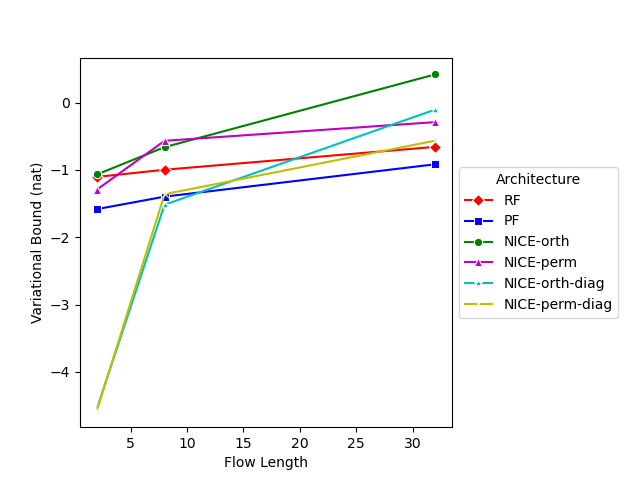 0
−1
−2
−3
−4
Variational Bound (nat)
5
10
15
20
25
30
Flow Length
Architecture
RF
PF
NICE-orth
NICE-perm
NICE-orth-diag
NICE-perm-diag